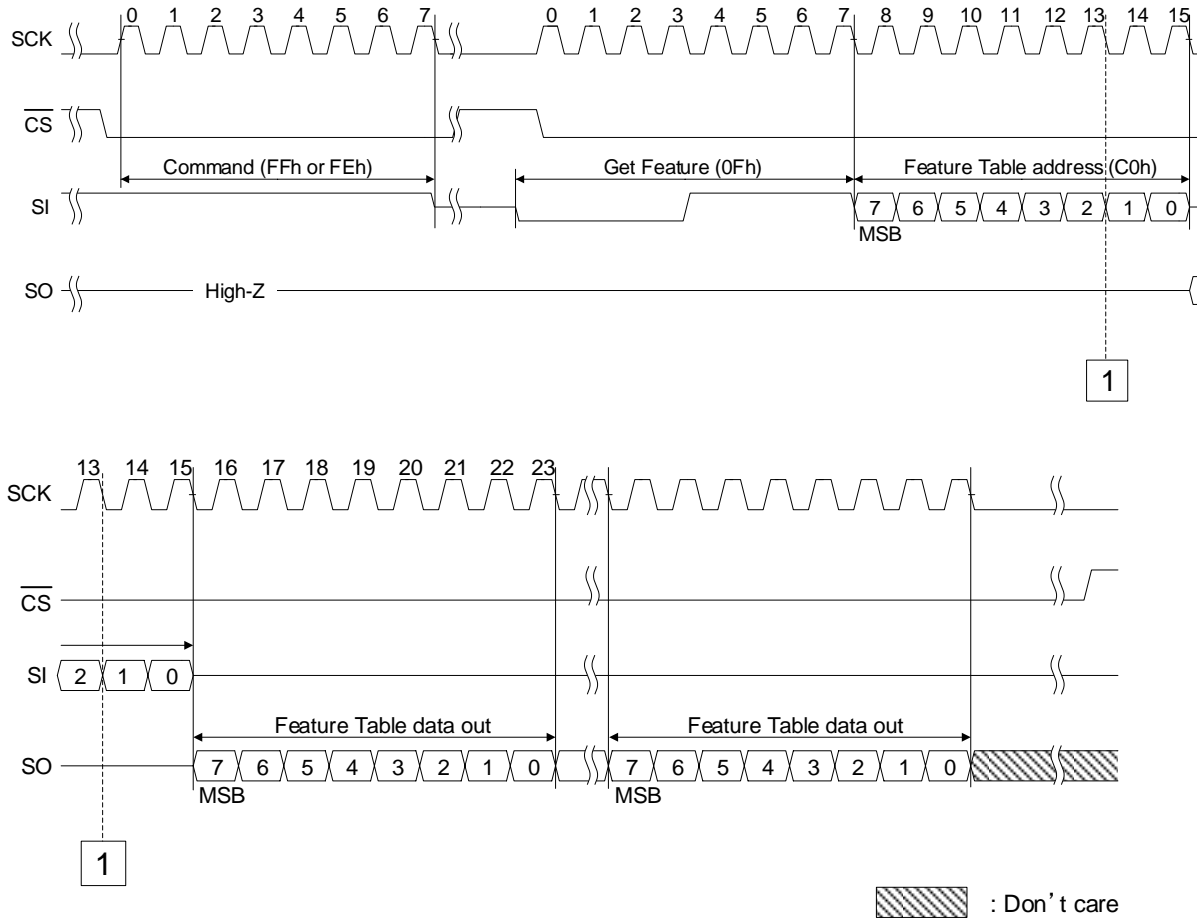 0 1 2 3 4 5 6 7 0 1 2 3 4 5 6 7 8 9 10 11 12 13 14 15
SCK
CS
Command (FFh or FEh) Get Feature (0Fh) Feature Table address (C0h)
SI 7 6 5 4 3 2 1 0
MSB
SO High-Z
1
13 14 15 16 17 18 19 20 21 22 23
SCK
CS
SI 2 1 0
Feature Table data out Feature Table data out
SO 7 6 5 4 3 2 1 0 7 6 5 4 3 2 1 0
MSB MSB
1
: Don't care